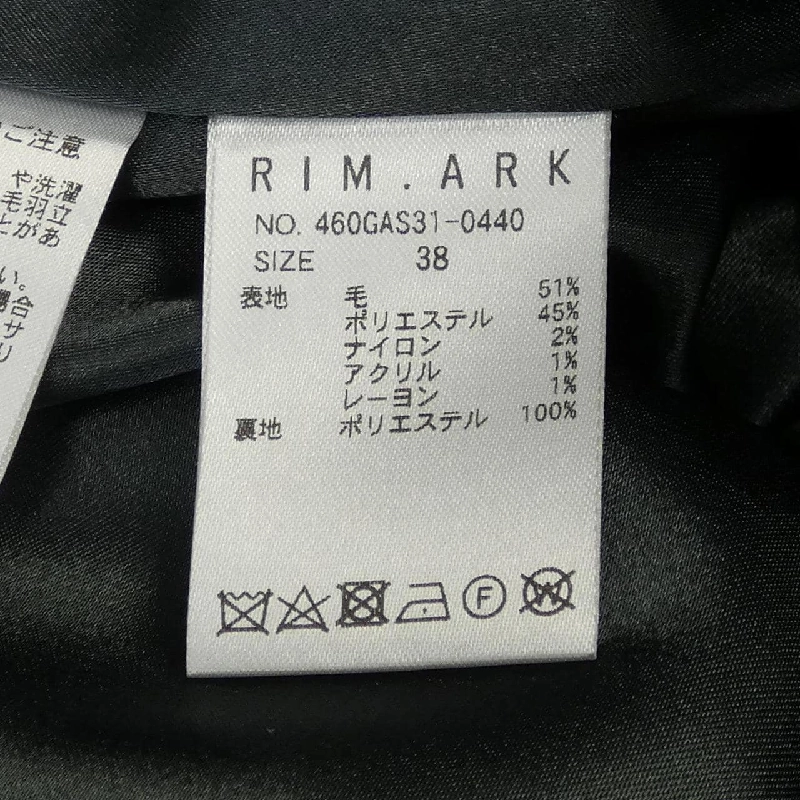 ご注意
や洗濯
毛羽立
とがあ
い。
場合
サ
リ
RIM.ARK
NO. 460GAS31-0440
SIZE 38
表地 毛 51%
ポリエステル 45%
ナイロン 2%
アクリル 1%
レーヨン 1%
裏地 ポリエステル 100%
F
W